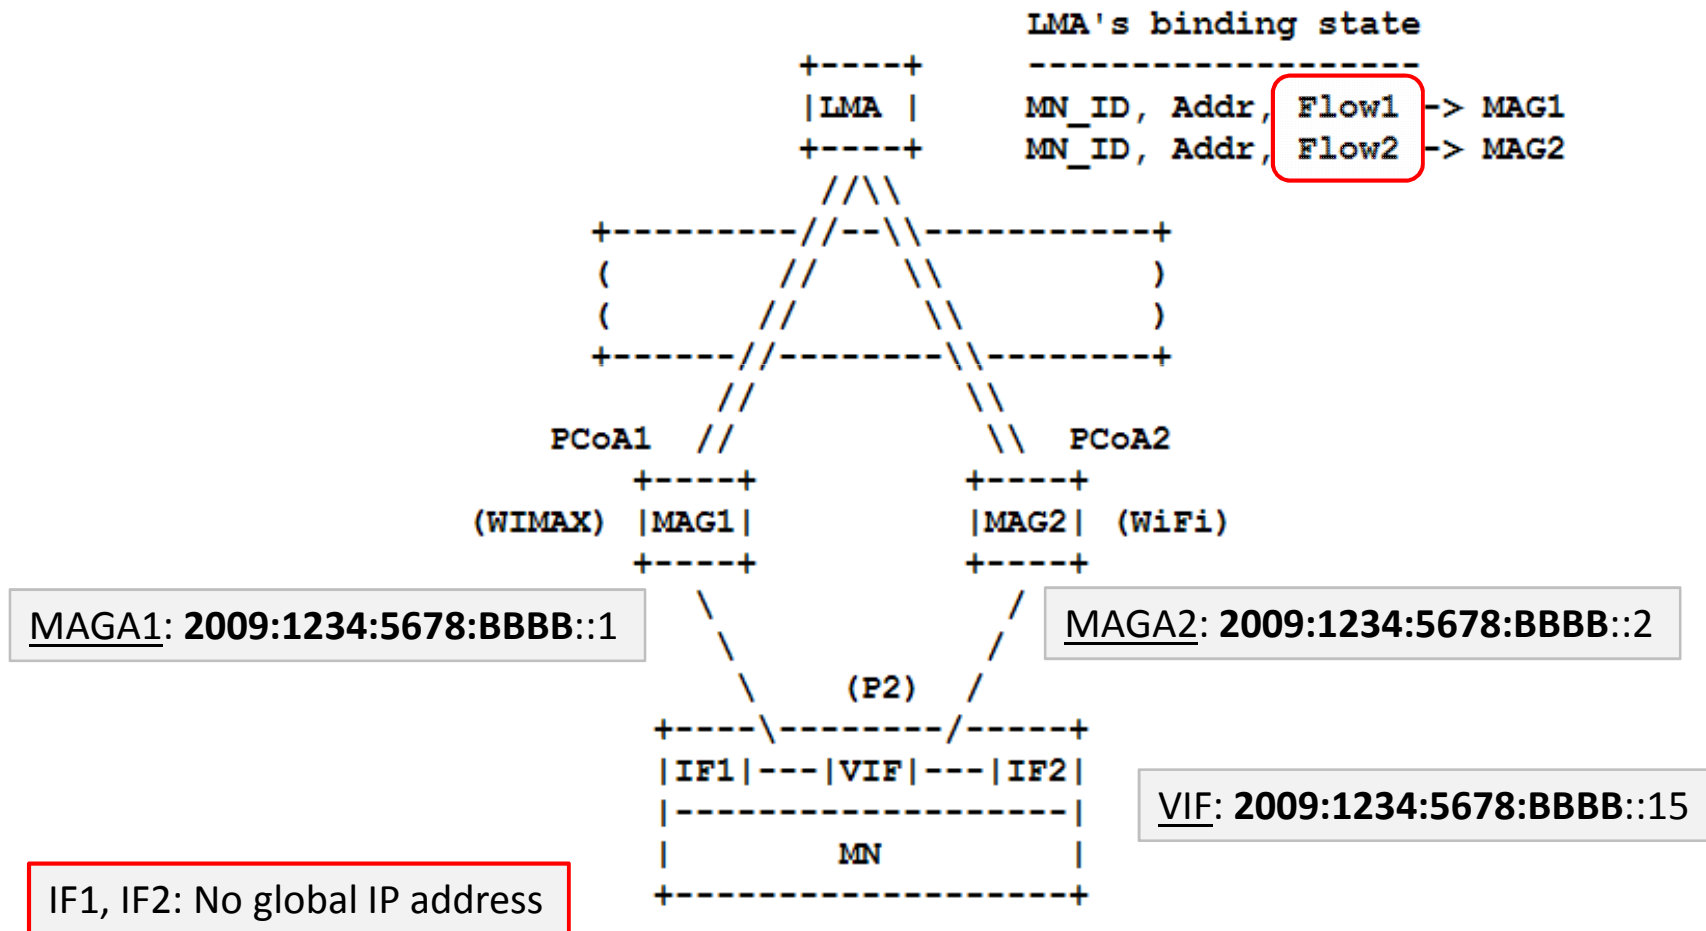 LMA's binding state
+----+ -------------------
|LMA | MN_ID, Addr, Flow1 -> MAG1
+----+ MN_ID, Addr, Flow2 -> MAG2
//\\
+---------//--\\-----------+
( // \\ )
( // \\ )
+------//--------\\--------+
// \\
PCoA1 // \\ PCoA2
+----+ +----+
(WIMAX) |MAG1| |MAG2| (WiFi)
+----+ +----+
MAGA1: 2009:1234:5678:BBBB::1 \ / MAGA2: 2009:1234:5678:BBBB::2
\ /
\ (P2) /
+----\--------/-----+
|IF1|---|VIF|---|IF2|
|-------------------| VIF: 2009:1234:5678:BBBB::15
| MN |
+-------------------+
IF1, IF2: No global IP address